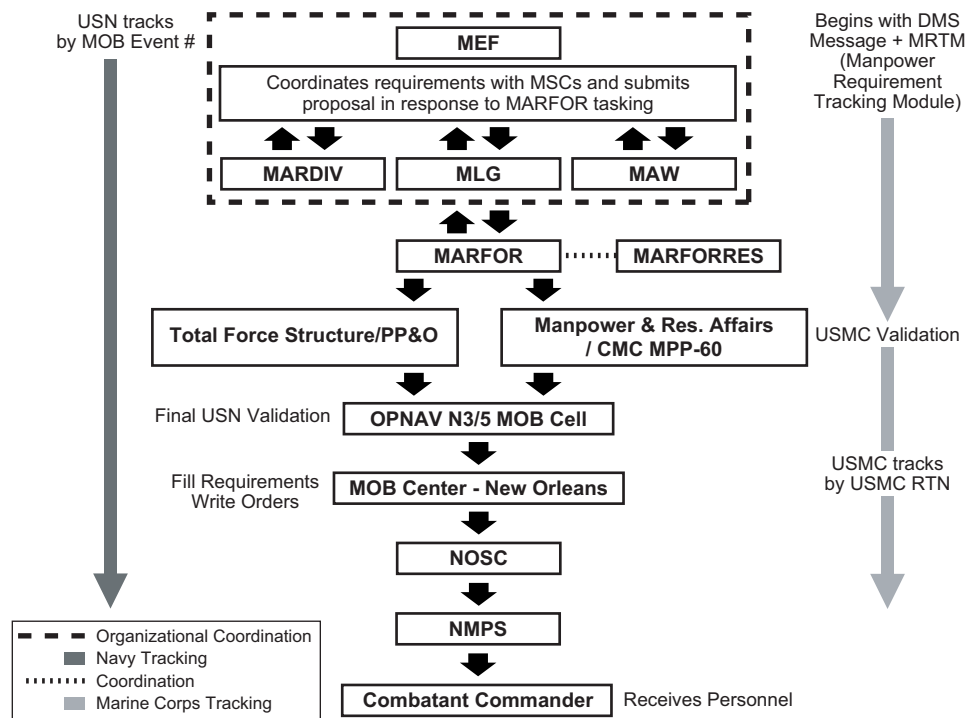 USN tracks
by MOB Event #
MEF
Coordinates requirements with MSCs and submits
proposal in response to MARFOR tasking
MARDIV
MLG
MAW
Begins with DMS
Message + MRTM
(Manpower
Requirement
Tracking Module)
MARFOR
MARFORRES
Total Force Structure/PP&O
Manpower & Res. Affairs
/ CMC MPP-60
USMC Validation
Final USN Validation
OPNAV N3/5 MOB Cell
Fill Requirements
Write Orders
MOB Center - New Orleans
USMC tracks
by USMC RTN
NOSC
NMPS
Combatant Commander
Receives Personnel
Organizational Coordination
Navy Tracking
Coordination
Marine Corps Tracking